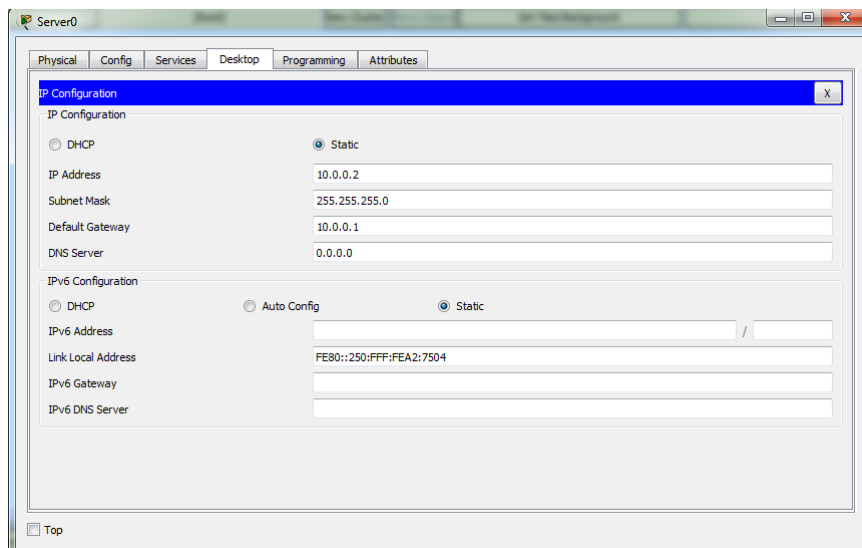 Server0
Physical Config Services Desktop Programming Attributes
IP Configuration X
IP Configuration
DHCP Static
IP Address 10.0.0.2
Subnet Mask 255.255.255.0
Default Gateway 10.0.0.1
DNS Server 0.0.0.0
IPv6 Configuration
DHCP Auto Config Static
IPv6 Address /
Link Local Address FE80::250:FFF:FEA2:7504
IPv6 Gateway
IPv6 DNS Server
Top